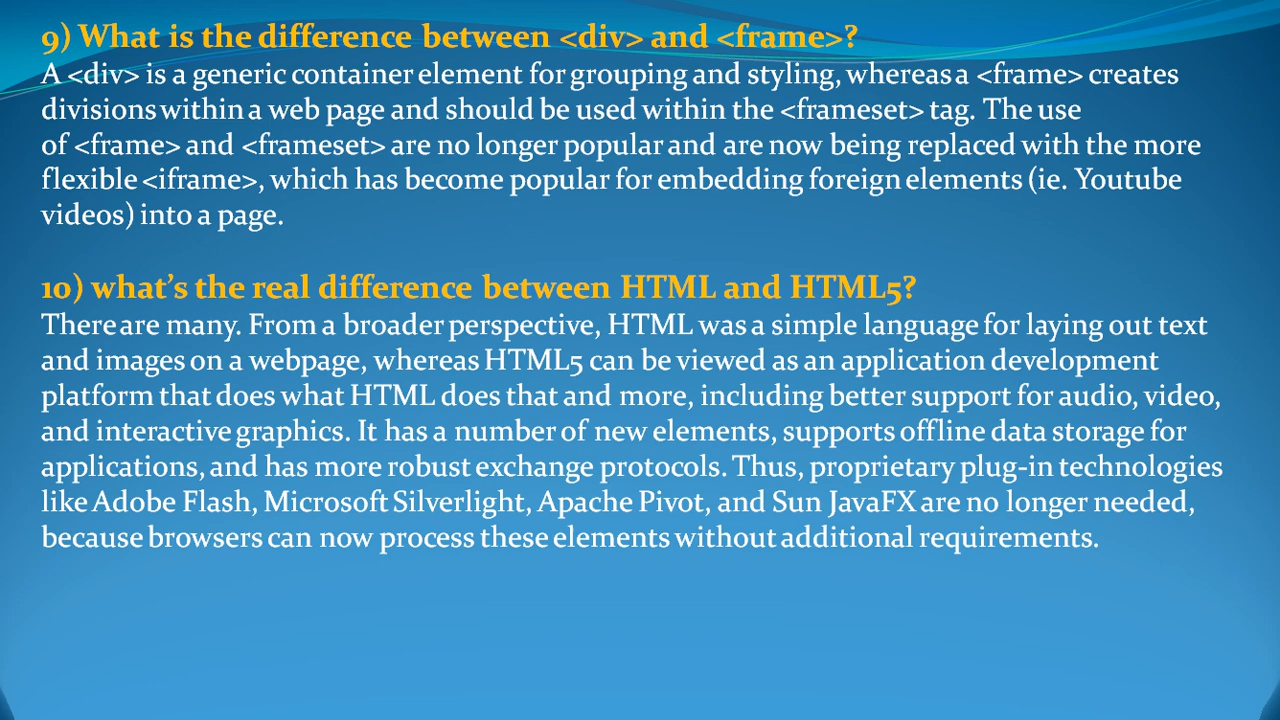 9) What is the difference between <div> and <frame>?
A <div> is a generic container element for grouping and styling, whereas a <frame> creates
divisions within a web page and should be used within the <frameset> tag. The use
of <frame> and <frameset> are no longer popular and are now being replaced with the more
flexible <iframe>, which has become popular for embedding foreign elements (ie. Youtube
videos) into a page.
10) what’s the real difference between HTML and HTML5?
There are many. From a broader perspective, HTML was a simple language for laying out text
and images on a webpage, whereas HTML5 can be viewed as an application development
platform that does what HTML does that and more, including better support for audio, video,
and interactive graphics. It has a number of new elements, supports offline data storage for
applications, and has more robust exchange protocols. Thus, proprietary plug-in technologies
like Adobe Flash, Microsoft Silverlight, Apache Pivot, and Sun JavaFX are no longer needed,
because browsers can now process these elements without additional requirements.